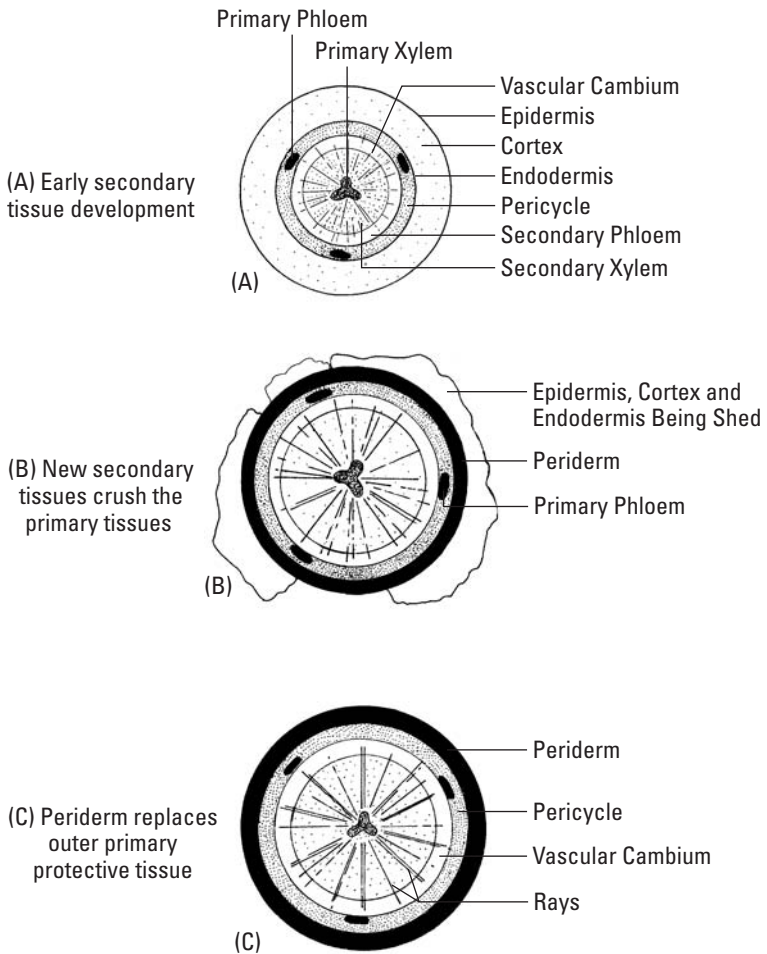 Primary Phloem
Primary Xylem
Vascular Cambium
Epidermis
Cortex
Endodermis
Pericycle
Secondary Phloem
Secondary Xylem
(A) Early secondary
tissue development
(A)
Epidermis, Cortex and
Endodermis Being Shed
Periderm
Primary Phloem
(B) New secondary
tissues crush the
primary tissues
(B)
Periderm
Pericycle
Vascular Cambium
Rays
(C) Periderm replaces
outer primary
protective tissue
(C)